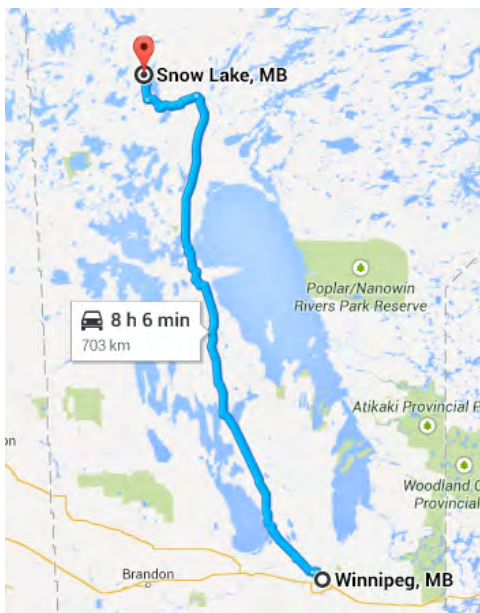 Snow Lake, MB
Poplar/Nanowin
Rivers Park Reserve
8 h 6 min
703 km
Atikaki Provincial P
Woodland C
Provincial
on
Brandon
Winnipeg, MB